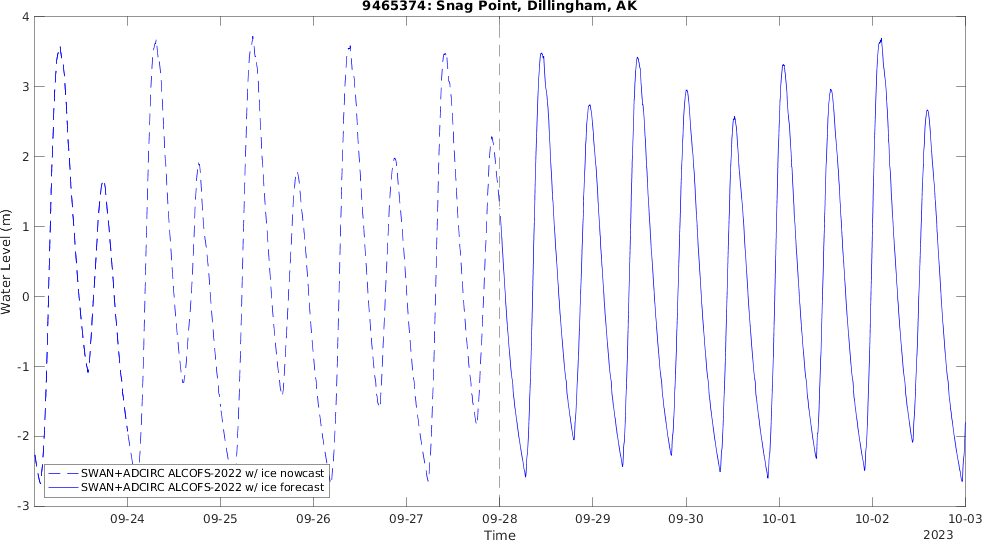 9465374: Snag Point, Dillingham, AK
4
3
2
1
0
-1
-2
-3
Water Level (m)
SWAN+ADCIRC ALCOFS-2022 w/ ice nowcast
SWAN+ADCIRC ALCOFS-2022 w/ ice forecast
09-24 09-25 09-26 09-27 09-28 09-29 09-30 10-01 10-02 10-03
Time
2023